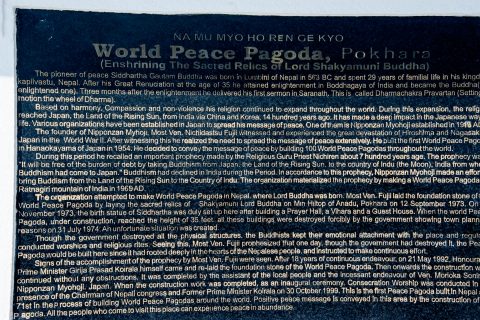 NA MU MYO HO REN GE KYO
World Peace Pagoda, Pokhara
(Enshrining The Sacred Relics of Lord Shakyamuni Buddha)
The pioneer of peace Siddhartha Gautam Buddha was born in Lumbini of Nepal in 563 BC and spent 29 years of familial life in his
kapilvastu, Nepal. After his Great Renunciation at the age of 35 he attained enlightenment in Boddhagaya of India and became the Buddha
enlightened one). Three months after the enlightenment he delivered his first sermon in Saranath. This is called Dharmachakra Pravartan (Setting
motion the wheel of Dharma).
Based on harmony, Compassion and non-violence his religion continued to expand throughout the world. During this expansion, the
reached Japan, the Land of the Rising Sun, from India via China and Korea, 14 hundred years ago. It has made a deep impact in the Japanese way
life. Various organizations have been established in Japan to spread his message of peace. One of them is Nipponzan Myohoji established in
The founder of Nipponzan Myhoji, Most Ven. Nichidastsu Fujii witnessed and experienced the great devastation of Hiroshima and Nagasaki
Japan in the World War II. After witnessing this he realized the need to spread the message of peace extensively. He built the first World Peace
in Hanaokoyama of Japan in 1954. He decided to convey the message of peace by building 100 World Peace Pagodas throughout the world.
During this period he recalled an important prophecy made by the Religious Guru Priest Nichiren about 7 hundred years ago. The prophecy was
"It will be free of the burden of debt by taking Buddhism from Japan, the Land of the Rising Sun, to the country of Indu (the Moon), India from where
Buddhism had come to Japan." Buddhism had declined in India during the Period. In accordance to the prophecy, Nipponzan Myohoji made an effort
bring Buddism from the Land of the Rising Sun to the Country of Indu. The organization materialized the prophecy by making a World Peace Pagoda
Ratnagiri mountain of India in 1969 AD.
The organization attempted to make World Peace Pagoda in Nepal, where Lord Buddha was born. Most Ven. Fujii laid the foundation stone of
World Peace Pagoda by laying the sacred relics of Shakyamuni Lord Buddha on Mn hiltop of Anadu, Pokhara on 12 September 1973. On
November 1973, the birth statue of Siddhartha was duly set up here after building a Prayer Hall, a Vihara and a Guest House. When the World
Pagoda, under construction, reached the height of 35 feet, all these buildings were destroyed forcibly by the government showing town planning
reasons on 31 July 1974. An unfortunate situation was created.
Though the government destroyed all the physical structures, the Buddhists kept their emotional attachment with the place and
conducted worships and religious rites. Seeing this, Most Ven. Fujii prophesized that one day, though the government had destroyed it, the
Pagoda would be built here since it had rooted deeply in the hearts of the Nepalese people, and instructed to make continuous effort.
Signs of the accomplishment of the prophecy by Most Ven. Fujii were seen. After 18 years of continuous endeavour, on 21 May 1992,
Prime Minister Girija Prasad Koirala himself came and re-laid the foundation stone of the World Peace Pagoda. Then onwards the construction
continued without any obstructions. It was completed by the assistant of the local people and the incessant endeavour of Ven. Morioka
Nipponzan Myohoji, Japan. When the construction work was completed, as an inaugural ceremony, Conservation Worship was conducted in
presence of the Chairman of Nepali Congress and Former Prime Minister Koirala on 30 October 1999. This is the First Peace Pagoda built in Nepal
71st in the process of building World Peace Pagodas around the world. Positive peace message is conveyed in this area by the construction of
pagoda. All the people who come to visit this place can experience peace in abundance.